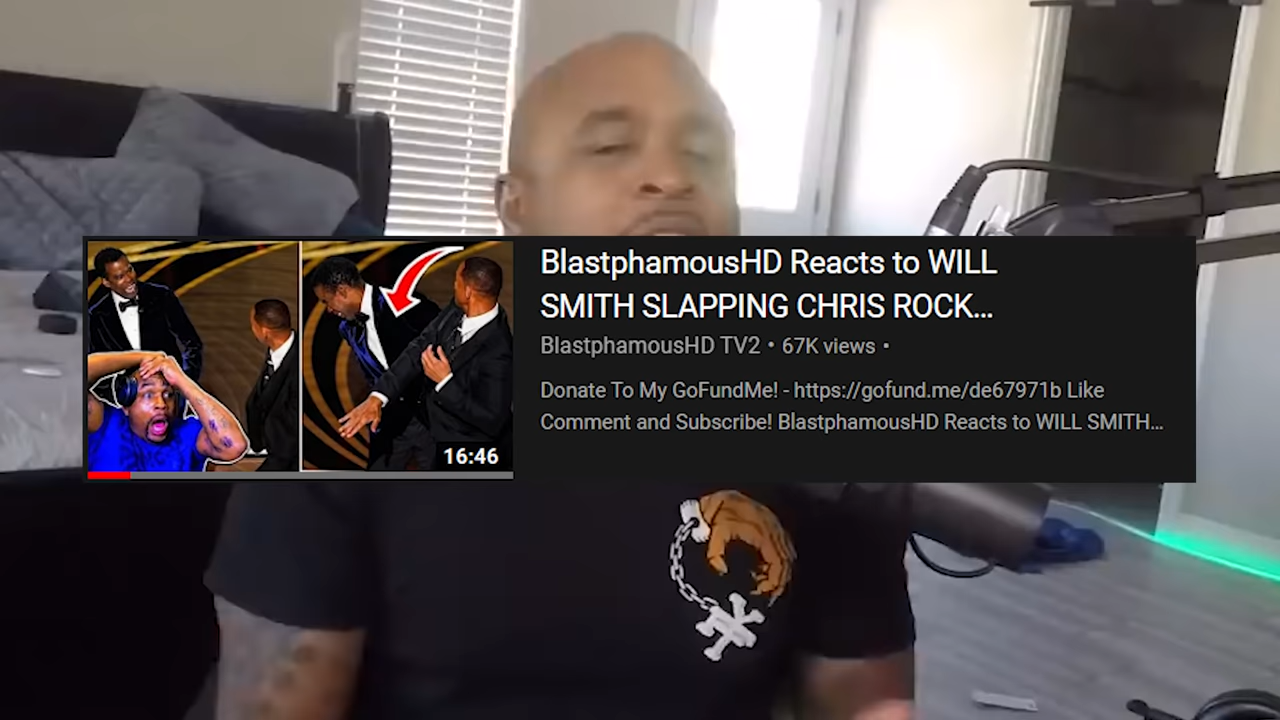 BlastphamousHD Reacts to WILL
SMITH SLAPPING CHRIS ROCK...
BlastphamousHD TV2 • 67K views •
Donate To My GoFundMe! - https://gofund.me/de67971b Like
Comment and Subscribe! BlastphamousHD Reacts to WILL SMITH...
16:46